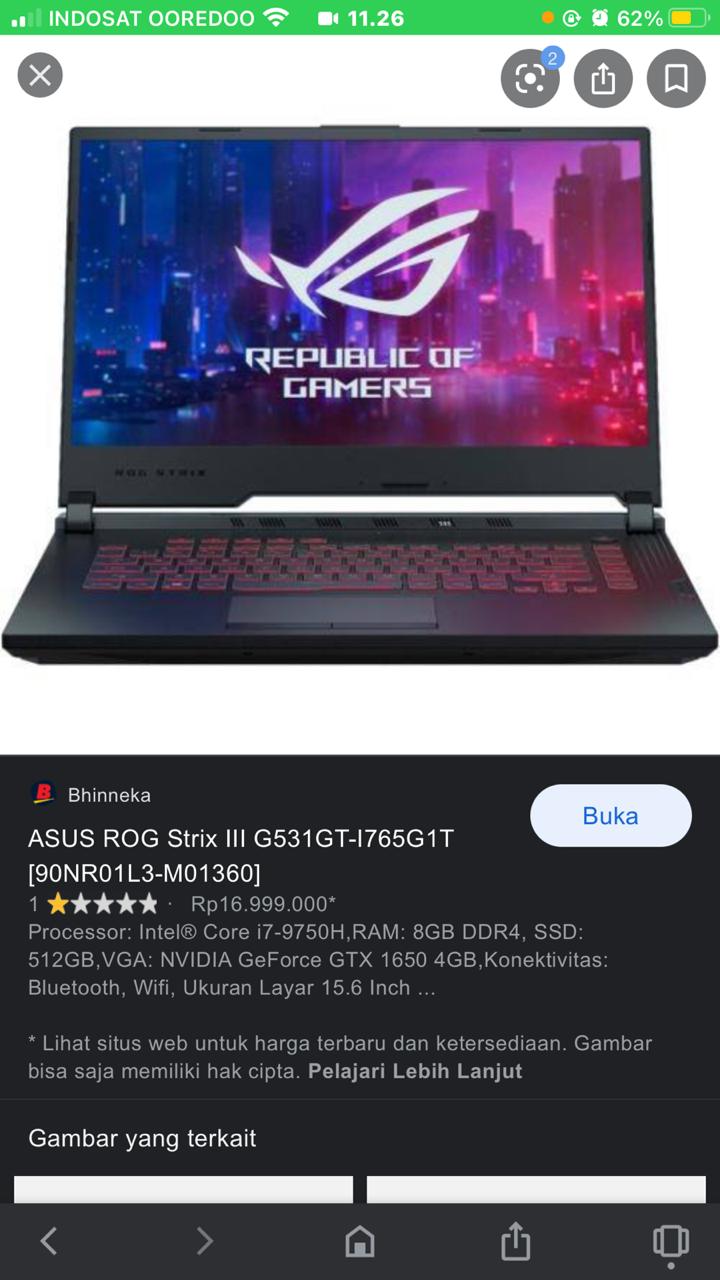 INDOSAT OOREDOO 11.26 62%
2
REPUBLIC OF
GAMERS
ROG STRIX
Bhinneka
Buka
ASUS ROG Strix III G531GT-I765G1T
[90NR01L3-M01360]
1 · Rp16.999.000*
Processor: Intel® Core i7-9750H,RAM: 8GB DDR4, SSD:
512GB,VGA: NVIDIA GeForce GTX 1650 4GB,Konektivitas:
Bluetooth, Wifi, Ukuran Layar 15.6 Inch ...
* Lihat situs web untuk harga terbaru dan ketersediaan. Gambar
bisa saja memiliki hak cipta. Pelajari Lebih Lanjut
Gambar yang terkait